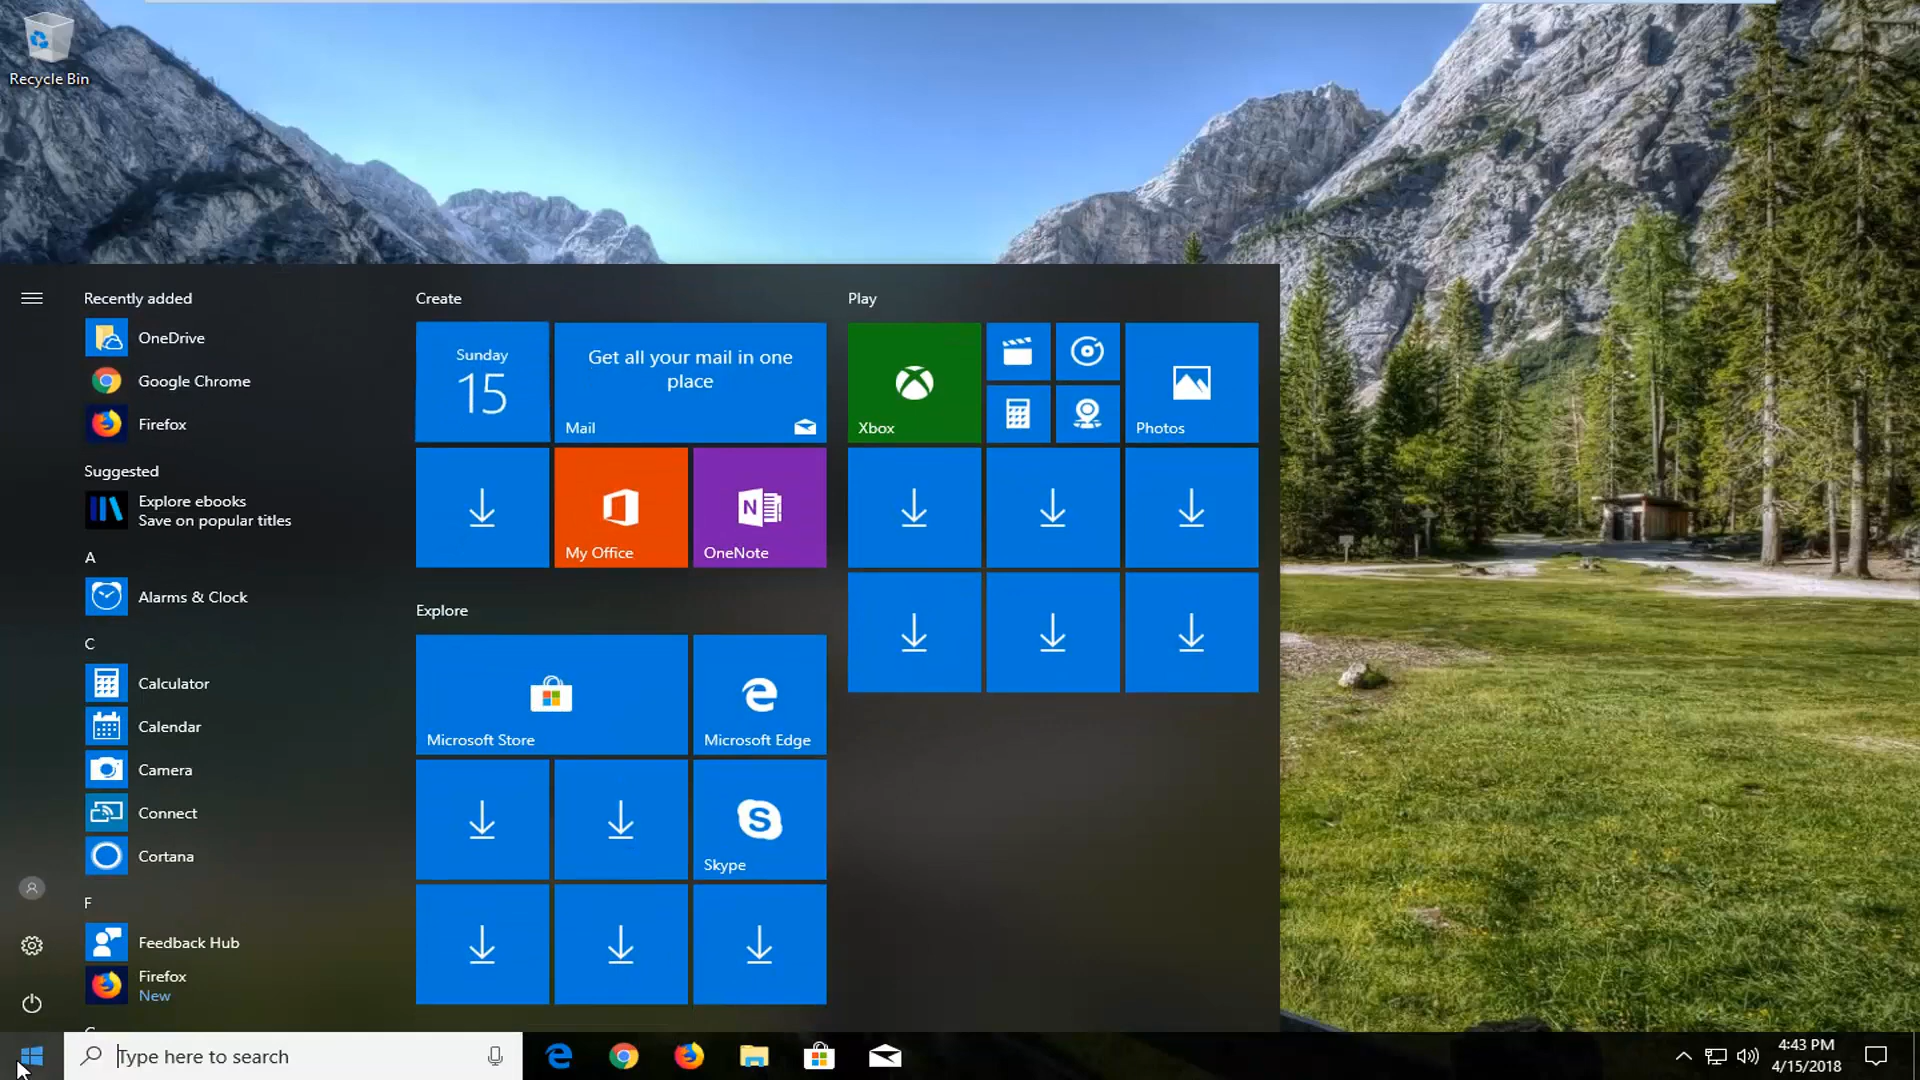 Recycle Bin
Recently added
OneDrive
Google Chrome
Firefox
Suggested
Explore ebooks
Save on popular titles
A
Alarms & Clock
C
Calculator
Calendar
Camera
Connect
Cortana
F
Feedback Hub
Firefox
New
Create
Sunday
15
Get all your mail in one
place
Mail
My Office
N
OneNote
Explore
Microsoft Store
Microsoft Edge
S
Skype
Play
Xbox
Photos
Type here to search
4:43 PM
4/15/2018